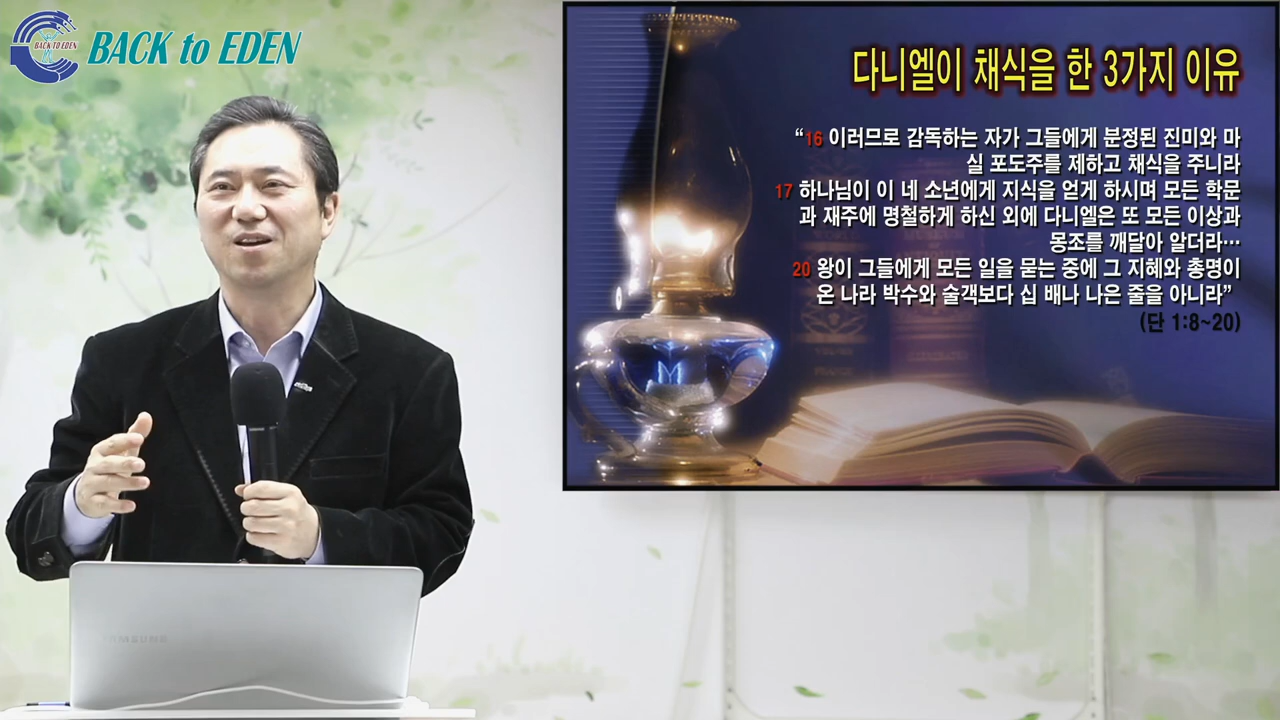 BACK TO EDEN
BACK to EDEN
다니엘이 채식을 한 3가지 이유
“16 이러므로 감독하는 자가 그들에게 분정된 진미와 마
실 포도주를 제하고 채식을 주니라
17 하나님이 이 네 소년에게 지식을 얻게 하시며 모든 학문
과 재주에 명철하게 하신 외에 다니엘은 또 모든 이상과
몽조를 깨달아 알더라…
20 왕이 그들에게 모든 일을 묻는 중에 그 지혜와 총명이
온 나라 박수와 술객보다 십 배나 나은 줄을 아니라”
(단 1:8~20)
SAMSUNG